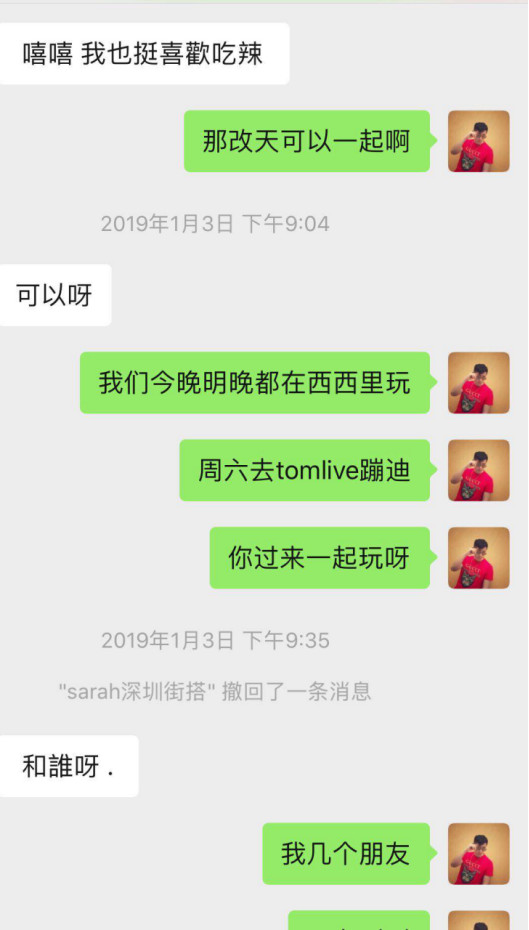 嘻嘻 我也挺喜歡吃辣
那改天可以一起啊
2019年1月3日 下午9:04
可以呀
我们今晚明晚都在西西里玩
周六去tomlive蹦迪
你过来一起玩呀
2019年1月3日 下午9:35
"sarah深圳街搭" 撤回了一条消息
和誰呀 .
我几个朋友